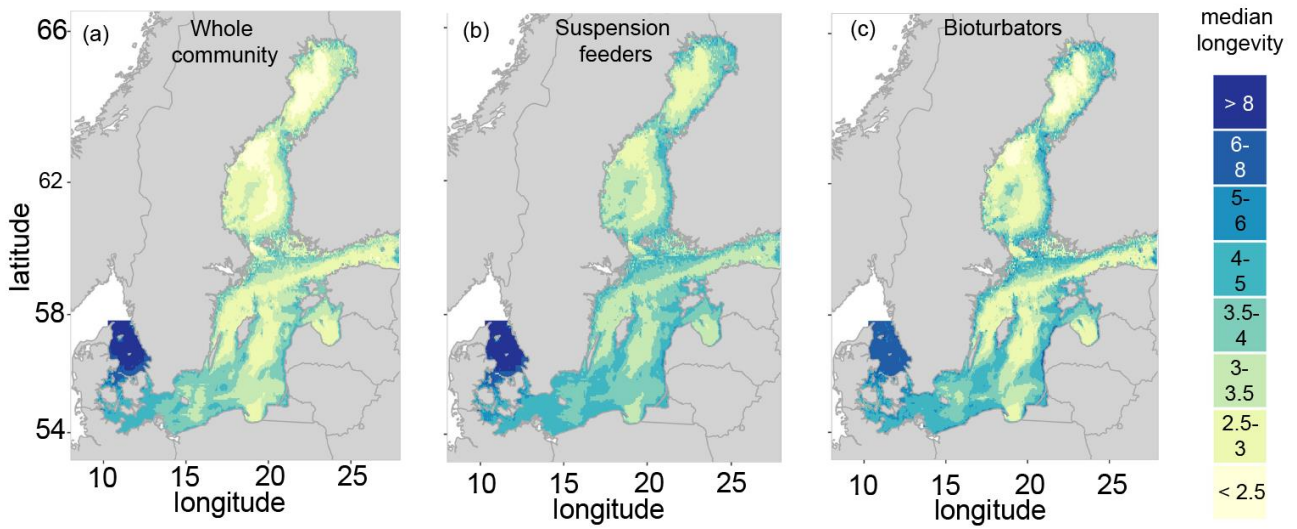 (a)
Whole
community
(b)
Suspension
feeders
(c)
Bioturbators
median
longevity
66
62
58
54
latitude
10
15
20
25
longitude
10
15
20
25
longitude
10
15
20
25
longitude
> 8
6-
8
5-
6
4-
5
3.5-
4
3-
3.5
2.5-
3
< 2.5